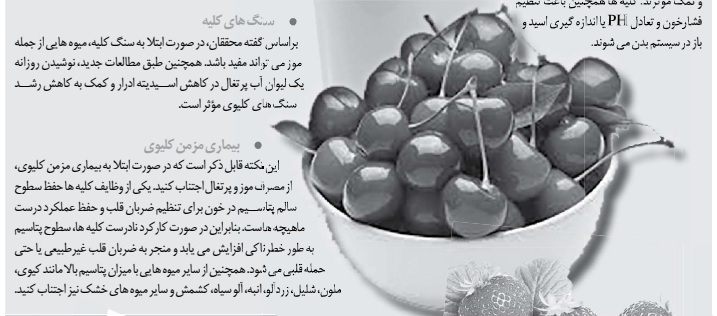 و نمک موثرند. کلیه ها همچنین باعث تنظیم
فشارخون و تعادل PH یا اندازه گیری اسید و
باز در سیستم بدن می شوند.
● سنگ های کلیه
براساس گفته محققان، در صورت ابتلا به سنگ کلیه، میوه هایی از جمله
موز می تواند مفید باشد. همچنین طبق مطالعات جدید، نوشیدن روزانه
یک لیوان آب پرتغال در کاهش اسیدیته ادرار و کمک به کاهش رشد
سنگ های کلیوی مؤثر است.
● بیماری مزمن کلیوی
این نکته قابل ذکر است که در صورت ابتلا به بیماری مزمن کلیوی،
از مصرف موز و پرتغال اجتناب کنید. یکی از وظایف کلیه ها حفظ سطوح
سالم پتاسیم در خون برای تنظیم ضربان قلب و حفظ عملکرد درست
ماهیچه هاست. بنابراین در صورت کارکرد نادرست کلیه ها، سطوح پتاسیم
به طور خطرناکی افزایش می یابد و منجر به ضربان قلب غیرطبیعی یا حتی
حمله قلبی می شود. همچنین از سایر میوه هایی با میزان پتاسیم بالا مانند کیوی،
ملون، شلیل، زردآلو، انبه، آلو سیاه، کشمش و سایر میوه های خشک نیز اجتناب کنید.